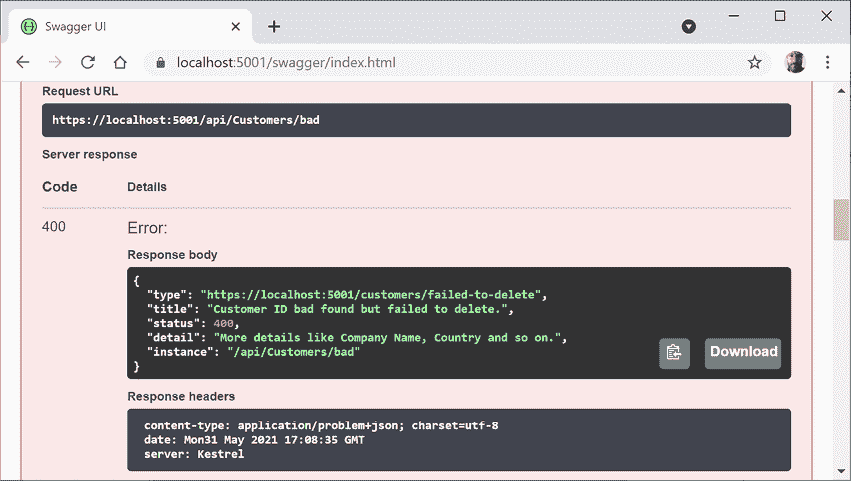 Swagger UI
localhost:5001/swagger/index.html
Request URL
https://localhost:5001/api/Customers/bad
Server response
Code Details
400 Error:
Response body
{
"type": "https://localhost:5001/customers/failed-to-delete",
"title": "Customer ID bad found but failed to delete.",
"status": 400,
"detail": "More details like Company Name, Country and so on.",
"instance": "/api/Customers/bad"
}
Download
Response headers
content-type: application/problem+json; charset=utf-8
date: Mon31 May 2021 17:08:35 GMT
server: Kestrel